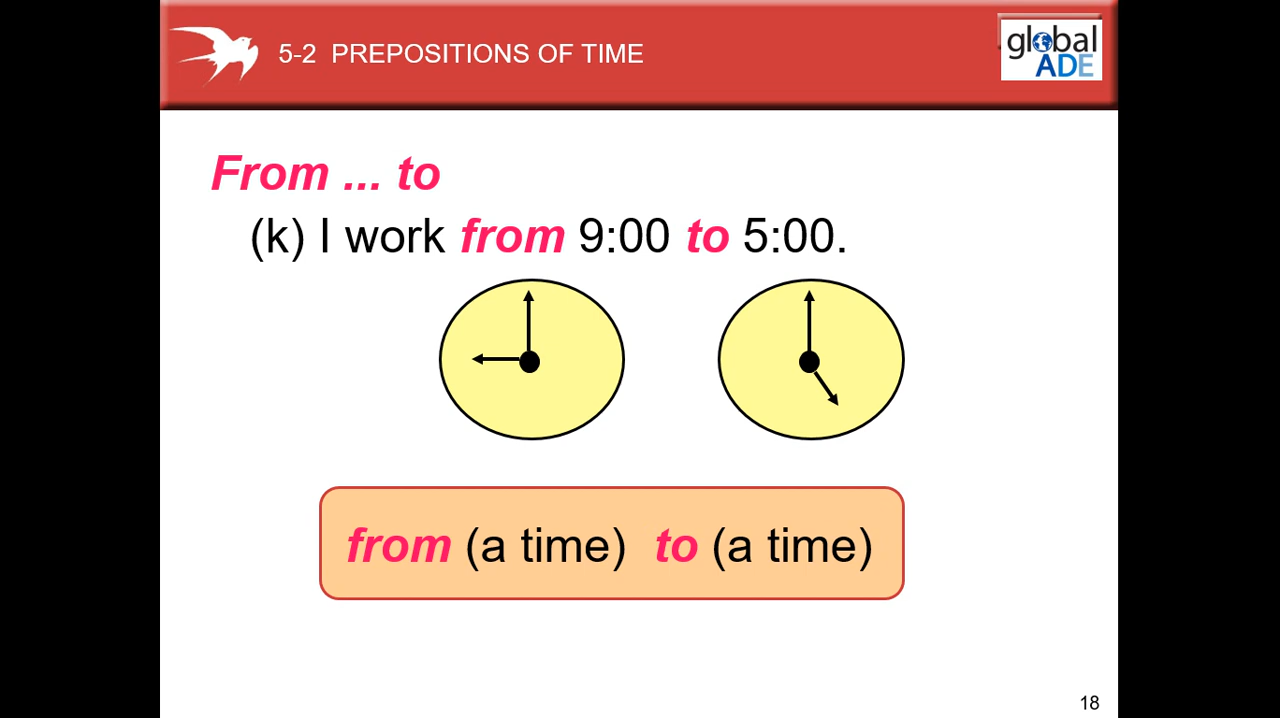 5-2 PREPOSITIONS OF TIME
global
ADE
From ... to
(k) I work from 9:00 to 5:00.
from (a time) to (a time)
18